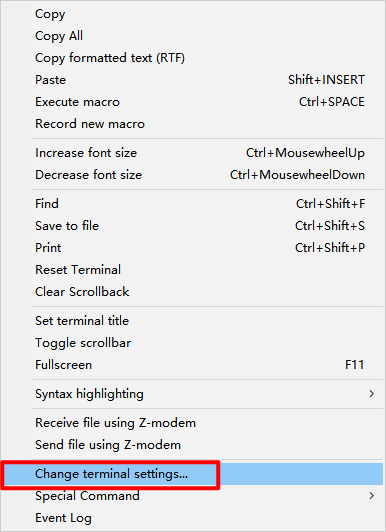 Copy
Copy All
Copy formatted text (RTF)
Paste Shift+INSERT
Execute macro Ctrl+SPACE
Record new macro
Increase font size Ctrl+MousewheelUp
Decrease font size Ctrl+MousewheelDown
Find Ctrl+Shift+F
Save to file Ctrl+Shift+S
Print Ctrl+Shift+P
Reset Terminal
Clear Scrollback
Set terminal title
Toggle scrollbar
Fullscreen F11
Syntax highlighting
Receive file using Z-modem
Send file using Z-modem
Change terminal settings...
Special Command
Event Log